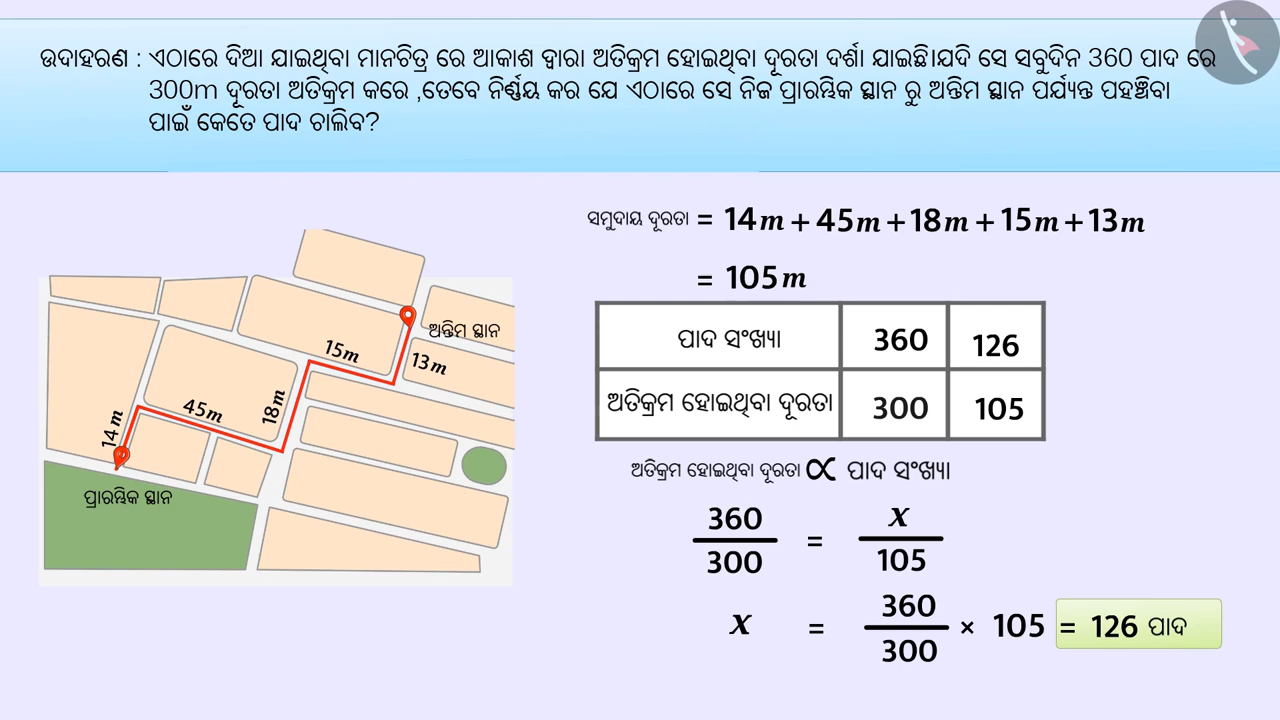 ଉଦାହରଣ : ଏଠାରେ ଦିଆ ଯାଇଥିବା ମାନଚିତ୍ର ରେ ଆକାଶ ଦ୍ୱାରା ଅତିକ୍ରମ ହୋଇଥିବା ଦୂରତା ଦର୍ଶା ଯାଇଛି।ଯଦି ସେ ସବୁଦିନ 360 ପାଦ ରେ
300m ଦୂରତା ଅତିକ୍ରମ କରେ ,ତେବେ ନିର୍ଣ୍ଣୟ କର ଯେ ଏଠାରେ ସେ ନିଜ ପ୍ରାରମ୍ଭିକ ସ୍ଥାନ ରୁ ଅନ୍ତିମ ସ୍ଥାନ ପର୍ଯ୍ୟନ୍ତ ପହଞ୍ଚିବା
ପାଇଁ କେତେ ପାଦ ଚାଲିବ?
ସମୁଦାୟ ଦୂରତା = 14m + 45m + 18m + 15m + 13m
= 105 m
ପାଦ ସଂଖ୍ୟା 360 126
ଅତିକ୍ରମ ହୋଇଥିବା ଦୂରତା 300 105
ଅତିକ୍ରମ ହୋଇଥିବା ଦୂରତା ∝ ପାଦ ସଂଖ୍ୟା
360/300 = x/105
x = 360/300 × 105 = 126 ପାଦ
ଅନ୍ତିମ ସ୍ଥାନ
15m
13m
45m
18m
14m
ପ୍ରାରମ୍ଭିକ ସ୍ଥାନ